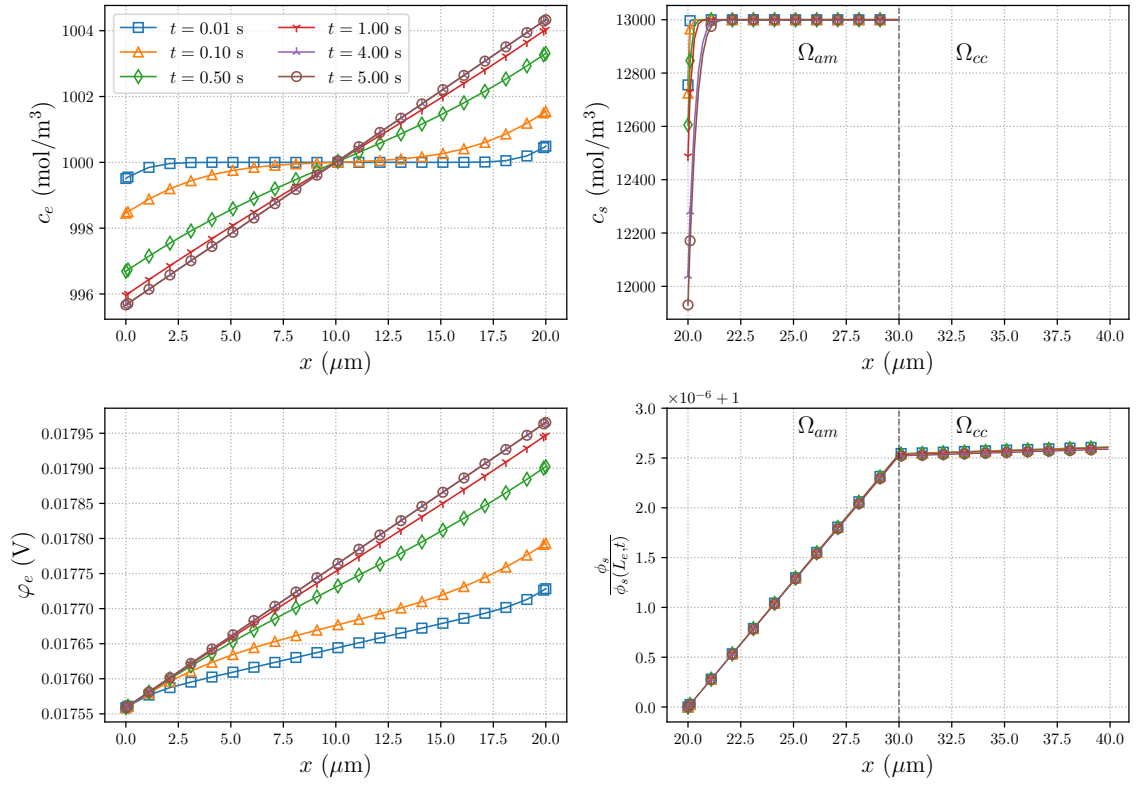 1004
1002
1000
998
996
c_e (mol/m³)
0.0 2.5 5.0 7.5 10.0 12.5 15.0 17.5 20.0
x (μm)
t = 0.01 s
t = 0.10 s
t = 0.50 s
t = 1.00 s
t = 4.00 s
t = 5.00 s
13000
12800
12600
12400
12200
12000
c_s (mol/m³)
Ω_am Ω_cc
20.0 22.5 25.0 27.5 30.0 32.5 35.0 37.5 40.0
x (μm)
0.01795
0.01790
0.01785
0.01780
0.01775
0.01770
0.01765
0.01760
0.01755
φ_e (V)
0.0 2.5 5.0 7.5 10.0 12.5 15.0 17.5 20.0
x (μm)
×10⁻⁶ + 1
3.0
2.5
2.0
1.5
1.0
0.5
0.0
ϕ_s
ϕ_s(L_e,t)
Ω_am Ω_cc
20.0 22.5 25.0 27.5 30.0 32.5 35.0 37.5 40.0
x (μm)